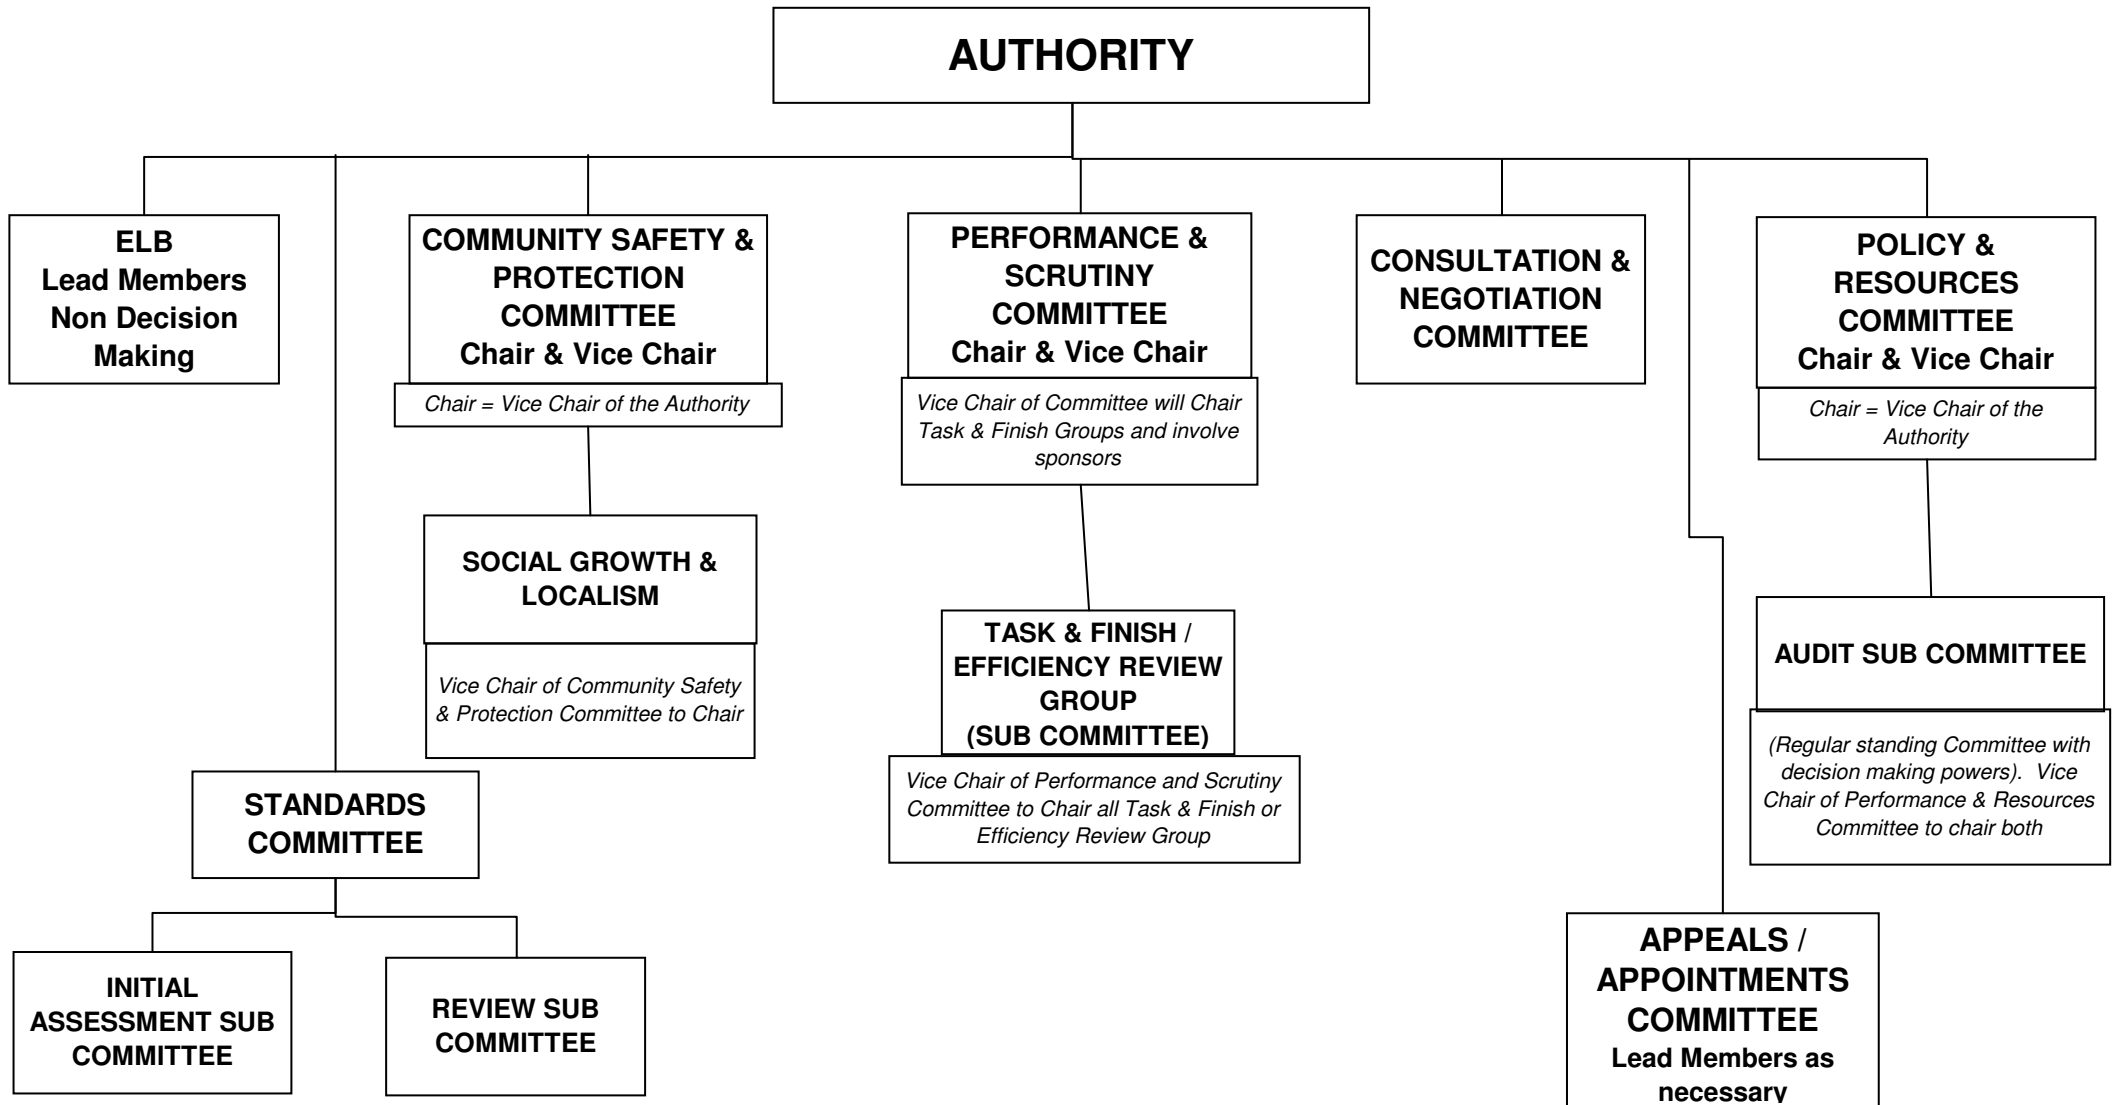 AUTHORITY
ELB
Lead Members
Non Decision
Making
COMMUNITY SAFETY &
PROTECTION
COMMITTEE
Chair & Vice Chair
Chair = Vice Chair of the Authority
PERFORMANCE &
SCRUTINY
COMMITTEE
Chair & Vice Chair
Vice Chair of Committee will Chair
Task & Finish Groups and involve
sponsors
CONSULTATION &
NEGOTIATION
COMMITTEE
POLICY &
RESOURCES
COMMITTEE
Chair & Vice Chair
Chair = Vice Chair of the
Authority
SOCIAL GROWTH &
LOCALISM
Vice Chair of Community Safety
& Protection Committee to Chair
TASK & FINISH /
EFFICIENCY REVIEW
GROUP
(SUB COMMITTEE)
Vice Chair of Performance and Scrutiny
Committee to Chair all Task & Finish or
Efficiency Review Group
AUDIT SUB COMMITTEE
(Regular standing Committee with
decision making powers). Vice
Chair of Performance & Resources
Committee to chair both
STANDARDS
COMMITTEE
INITIAL
ASSESSMENT SUB
COMMITTEE
REVIEW SUB
COMMITTEE
APPEALS /
APPOINTMENTS
COMMITTEE
Lead Members as
necessary